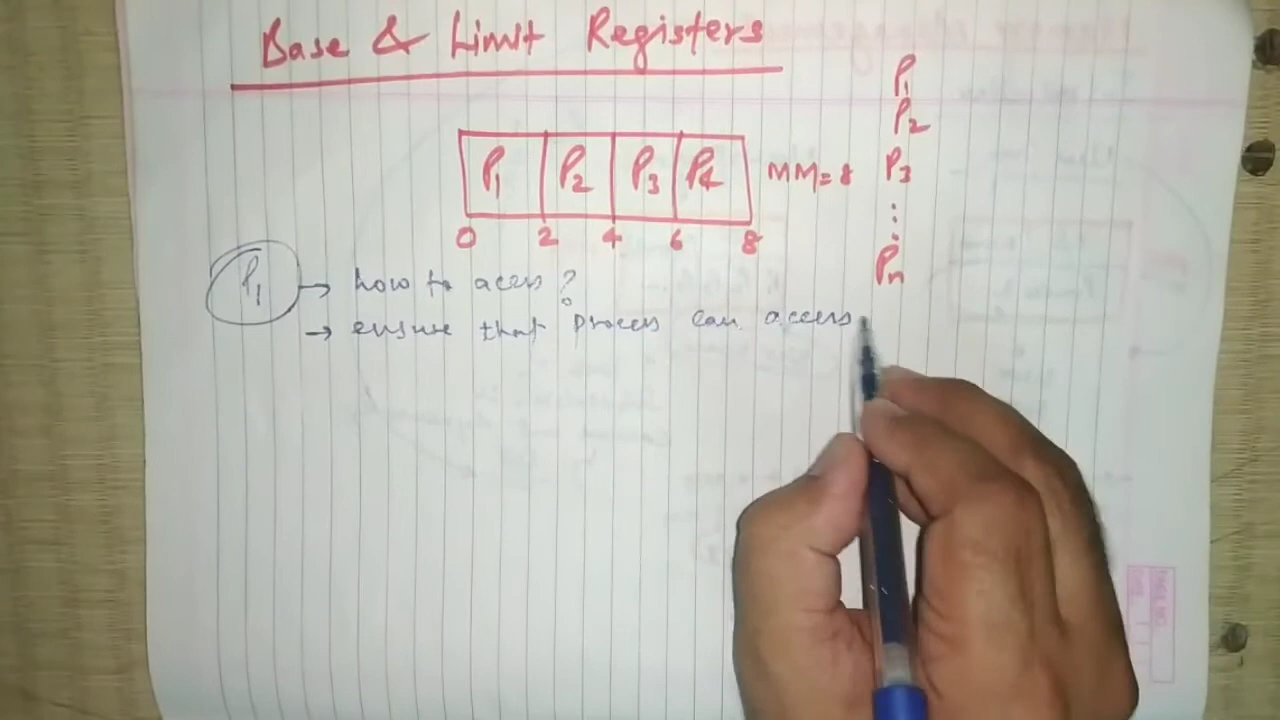 Base & Limit Registers
P1 P2 P3 P4 MM=8
0 2 4 6 8
P1
P2
P3
Pn
P1 → how to acess?
→ ensure that Process can access